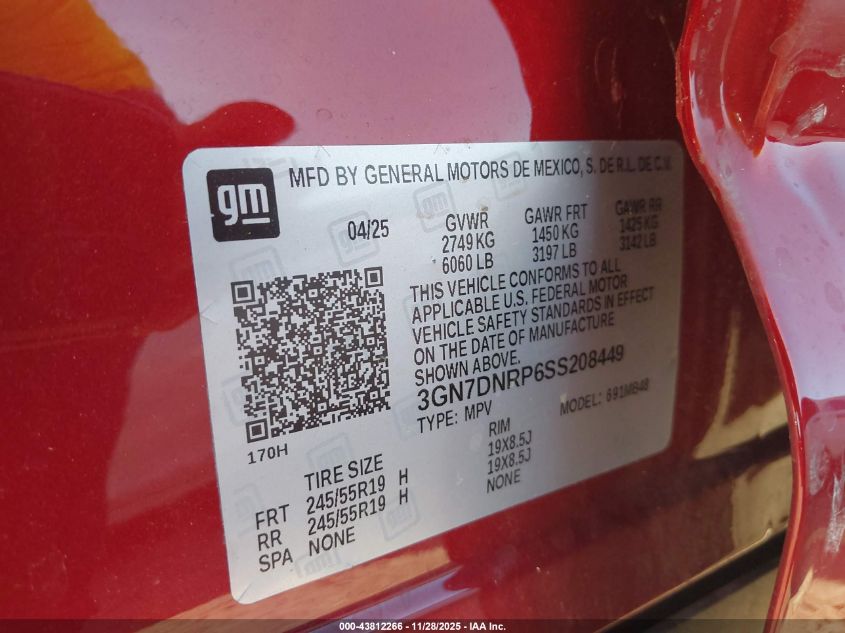 gm
MFD BY GENERAL MOTORS DE MEXICO, S. DE R.L. DE C.V.
04/25
GVWR GAWR FRT GAWR RR
2749 KG 1450 KG 1425 KG
6060 LB 3197 LB 3142 LB
THIS VEHICLE CONFORMS TO ALL
APPLICABLE U.S. FEDERAL MOTOR
VEHICLE SAFETY STANDARDS IN EFFECT
ON THE DATE OF MANUFACTURE
SHOWN ABOVE.
3GN7DNRP6SS208449
TYPE: MPV MODEL: 691MB48
170H
TIRE SIZE RIM
FRT 245/55R19 H 19X8.5J
RR 245/55R19 H 19X8.5J
SPA NONE NONE
000-43812266 - 11/28/2025 - IAA Inc.